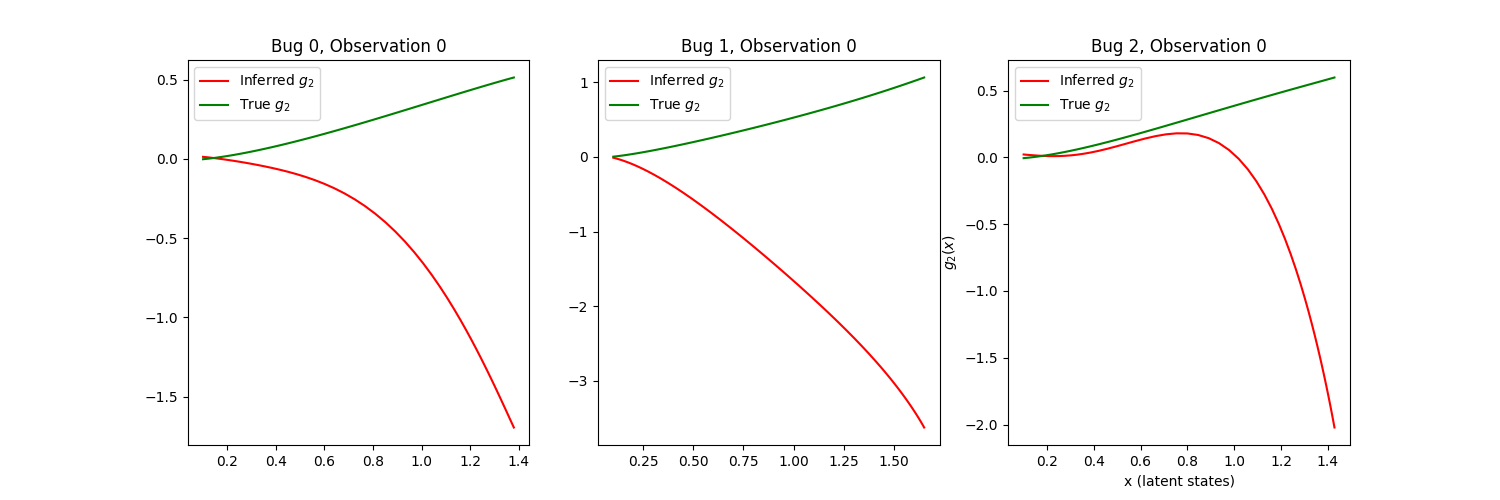 Bug 0, Observation 0
Inferred g₂
True g₂
0.5
0.0
−0.5
−1.0
−1.5
0.2 0.4 0.6 0.8 1.0 1.2 1.4
Bug 1, Observation 0
Inferred g₂
True g₂
1
0
−1
−2
−3
0.25 0.50 0.75 1.00 1.25 1.50
Bug 2, Observation 0
Inferred g₂
True g₂
g₂(x)
0.5
0.0
−0.5
−1.0
−1.5
−2.0
0.2 0.4 0.6 0.8 1.0 1.2 1.4
x (latent states)